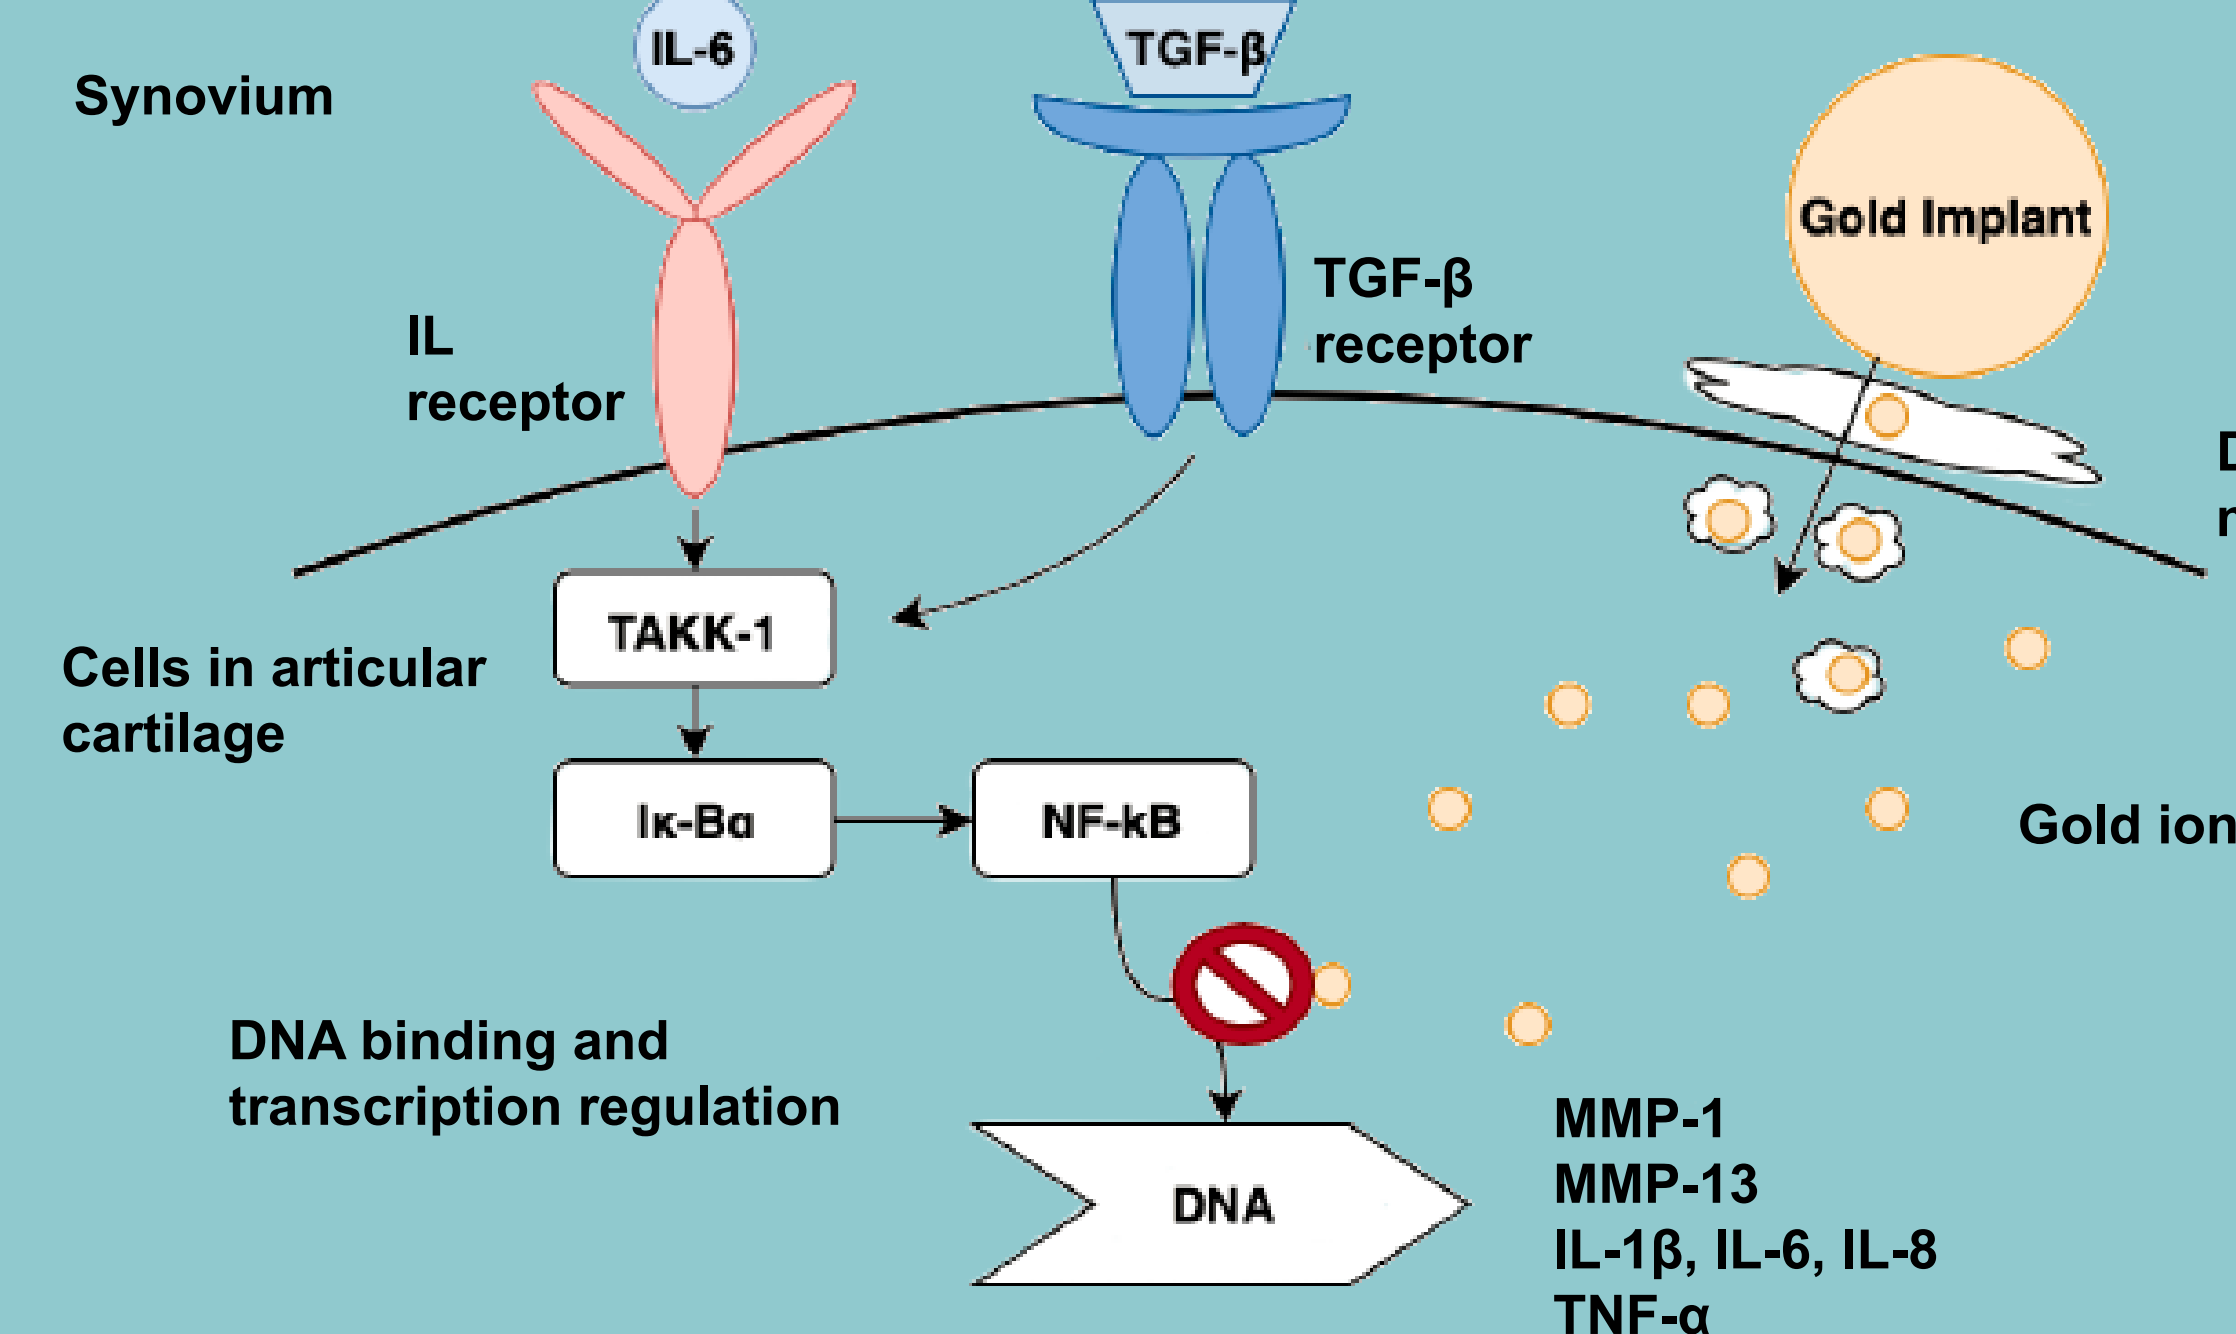 IL-6
TGF-β
Synovium
Gold Implant
TGF-β
receptor
IL
receptor
TAKK-1
Cells in articular
cartilage
Iκ-Bα
NF-kB
Gold ion
DNA binding and
transcription regulation
DNA
MMP-1
MMP-13
IL-1β, IL-6, IL-8
TNF-α